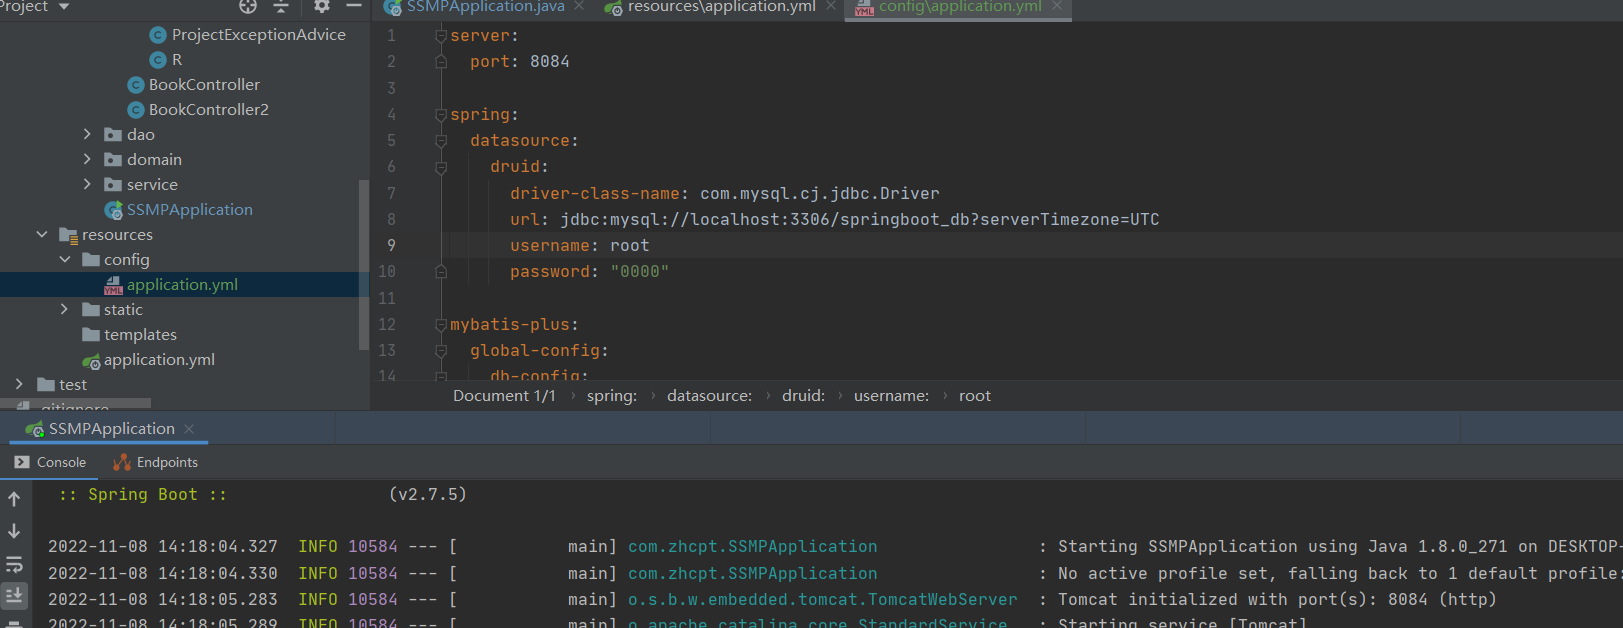 Project
ProjectExceptionAdvice
R
BookController
BookController2
dao
domain
service
SSMPApplication
resources
config
application.yml
static
templates
application.yml
test
.gitignore
SSMPApplication.java
resources\application.yml
config\application.yml
1 server:
2 port: 8084
3
4 spring:
5 datasource:
6 druid:
7 driver-class-name: com.mysql.cj.jdbc.Driver
8 url: jdbc:mysql://localhost:3306/springboot_db?serverTimezone=UTC
9 username: root
10 password: "0000"
11
12 mybatis-plus:
13 global-config:
14 db-config:
Document 1/1 › spring: › datasource: › druid: › username: › root
SSMPApplication
Console Endpoints
:: Spring Boot :: (v2.7.5)
2022-11-08 14:18:04.327 INFO 10584 --- [ main] com.zhcpt.SSMPApplication : Starting SSMPApplication using Java 1.8.0_271 on DESKTOP-
2022-11-08 14:18:04.330 INFO 10584 --- [ main] com.zhcpt.SSMPApplication : No active profile set, falling back to 1 default profile:
2022-11-08 14:18:05.283 INFO 10584 --- [ main] o.s.b.w.embedded.tomcat.TomcatWebServer : Tomcat initialized with port(s): 8084 (http)
2022-11-08 14:18:05.289 INFO 10584 --- [ main] o.apache.catalina.core.StandardService : Starting service [Tomcat]